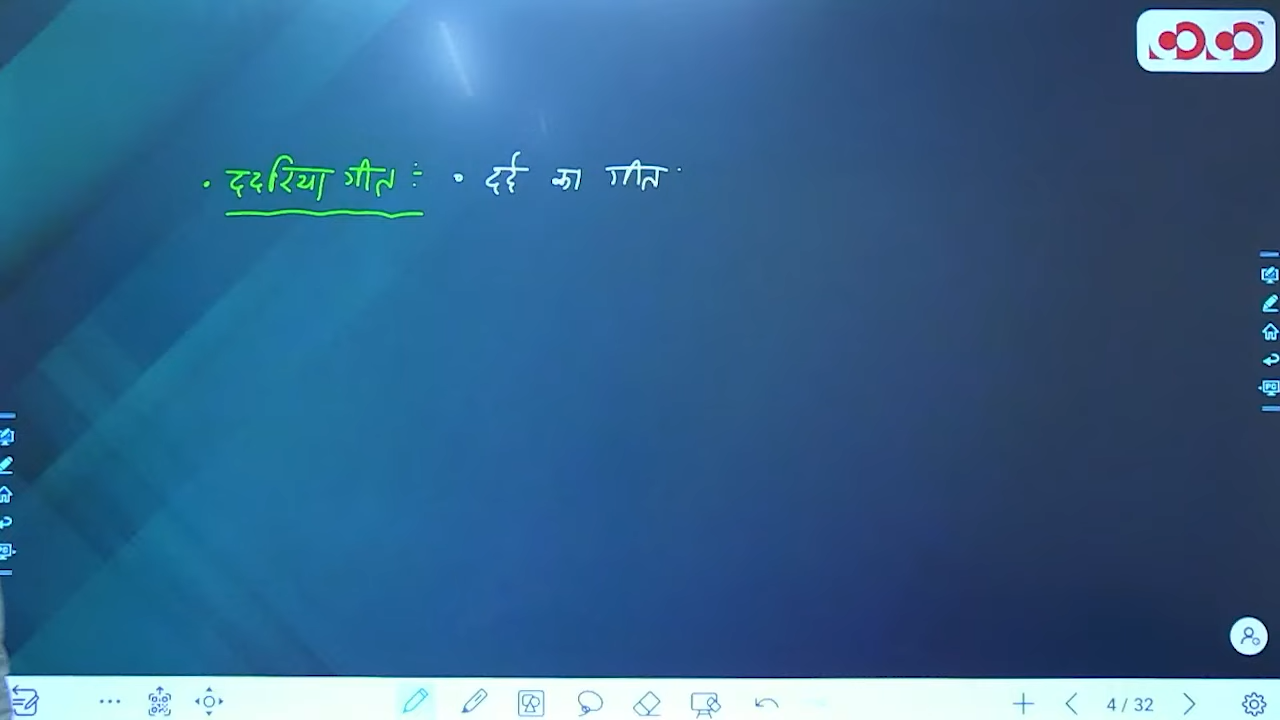 • ददरिया गीत :- • दर्द का गीत
4 / 32